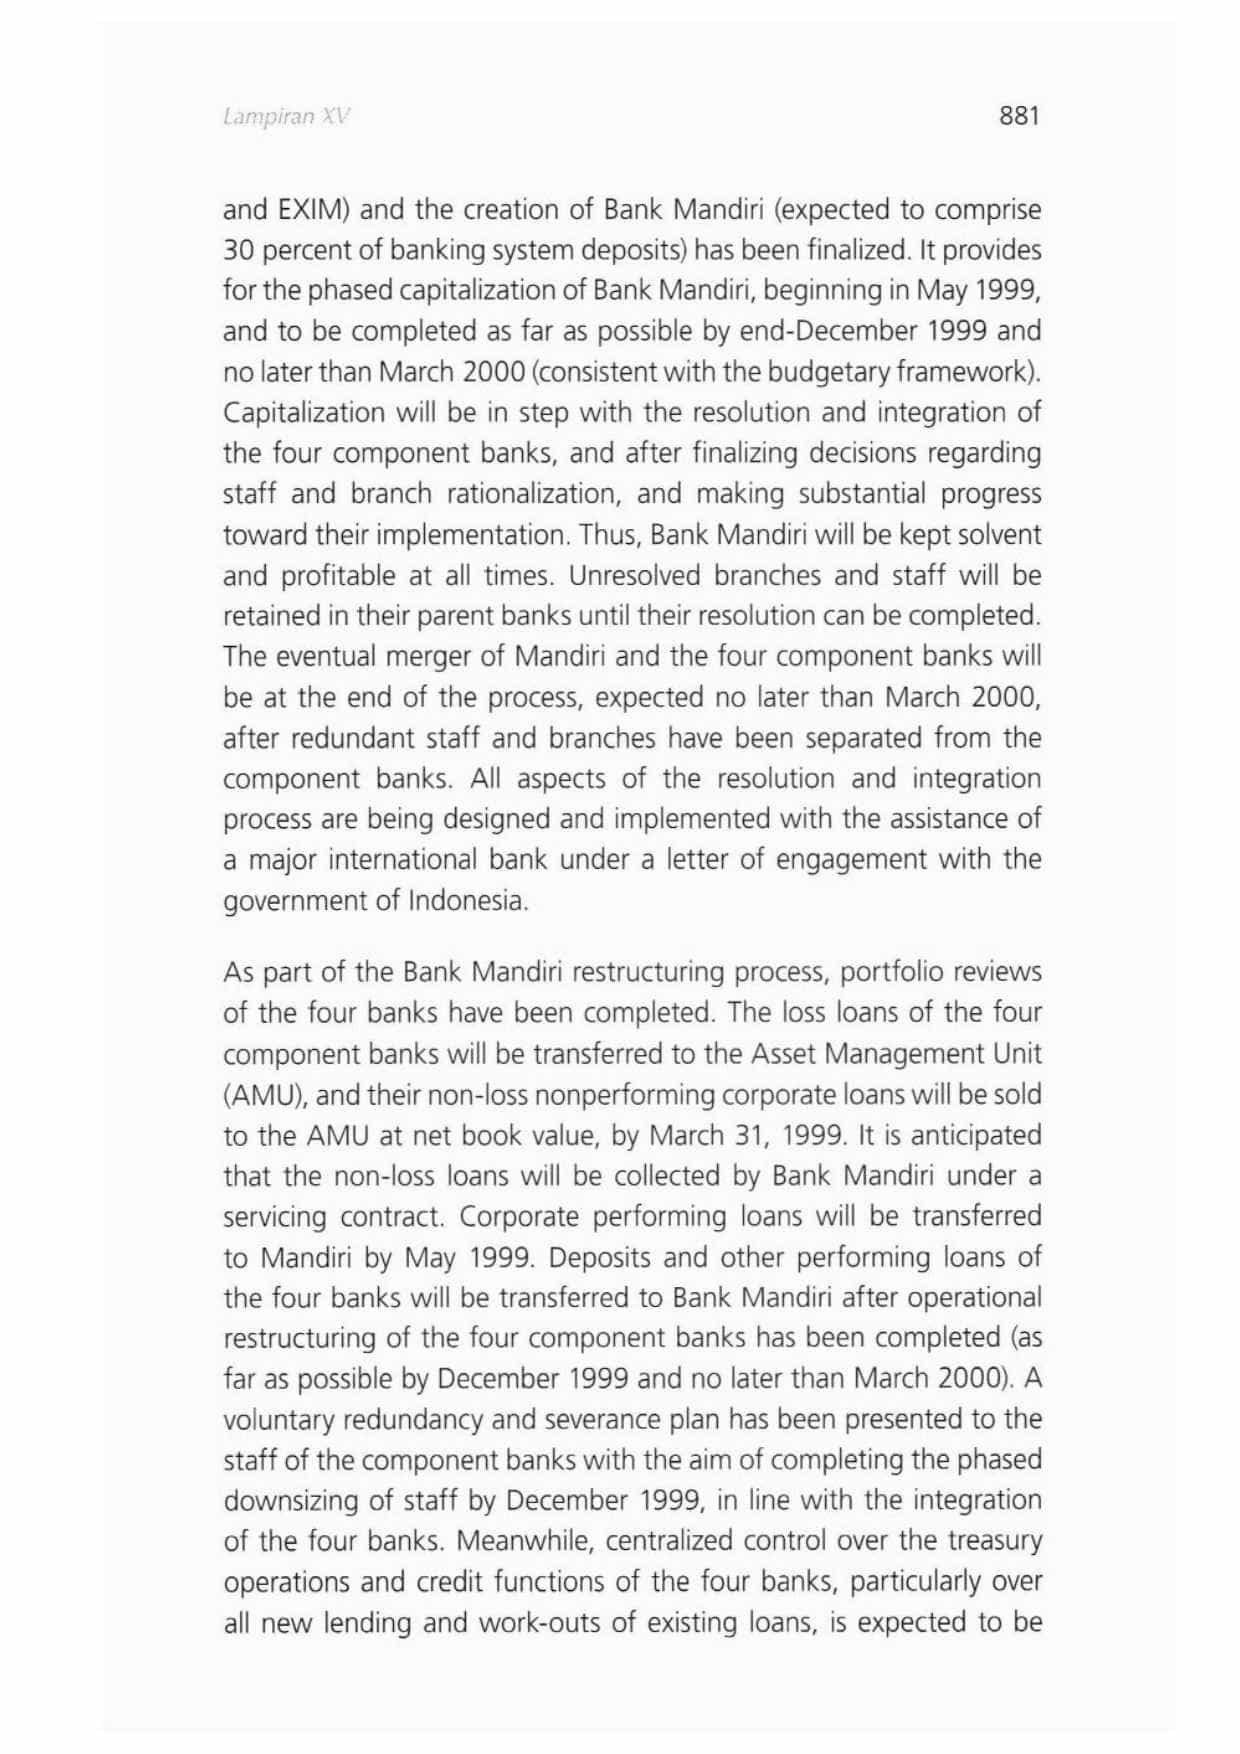 Lampiran XV
881
and EXIM) and the creation of Bank Mandiri (expected to comprise
30 percent of banking system deposits) has been finalized. It provides
for the phased capitalization of Bank Mandiri, beginning in May 1999,
and to be completed as far as possible by end-December 1999 and
no later than March 2000 (consistent with the budgetary framework).
Capitalization will be in step with the resolution and integration of
the four component banks, and after finalizing decisions regarding
staff and branch rationalization, and making substantial progress
toward their implementation. Thus, Bank Mandiri will be kept solvent
and profitable at all times. Unresolved branches and staff will be
retained in their parent banks until their resolution can be completed.
The eventual merger of Mandiri and the four component banks will
be at the end of the process, expected no later than March 2000,
after redundant staff and branches have been separated from the
component banks. All aspects of the resolution and integration
process are being designed and implemented with the assistance of
a major international bank under a letter of engagement with the
government of Indonesia.
As part of the Bank Mandiri restructuring process, portfolio reviews
of the four banks have been completed. The loss loans of the four
component banks will be transferred to the Asset Management Unit
(AMU), and their non-loss nonperforming corporate loans will be sold
to the AMU at net book value, by March 31, 1999. It is anticipated
that the non-loss loans will be collected by Bank Mandiri under a
servicing contract. Corporate performing loans will be transferred
to Mandiri by May 1999. Deposits and other performing loans of
the four banks will be transferred to Bank Mandiri after operational
restructuring of the four component banks has been completed (as
far as possible by December 1999 and no later than March 2000). A
voluntary redundancy and severance plan has been presented to the
staff of the component banks with the aim of completing the phased
downsizing of staff by December 1999, in line with the integration
of the four banks. Meanwhile, centralized control over the treasury
operations and credit functions of the four banks, particularly over
all new lending and work-outs of existing loans, is expected to be